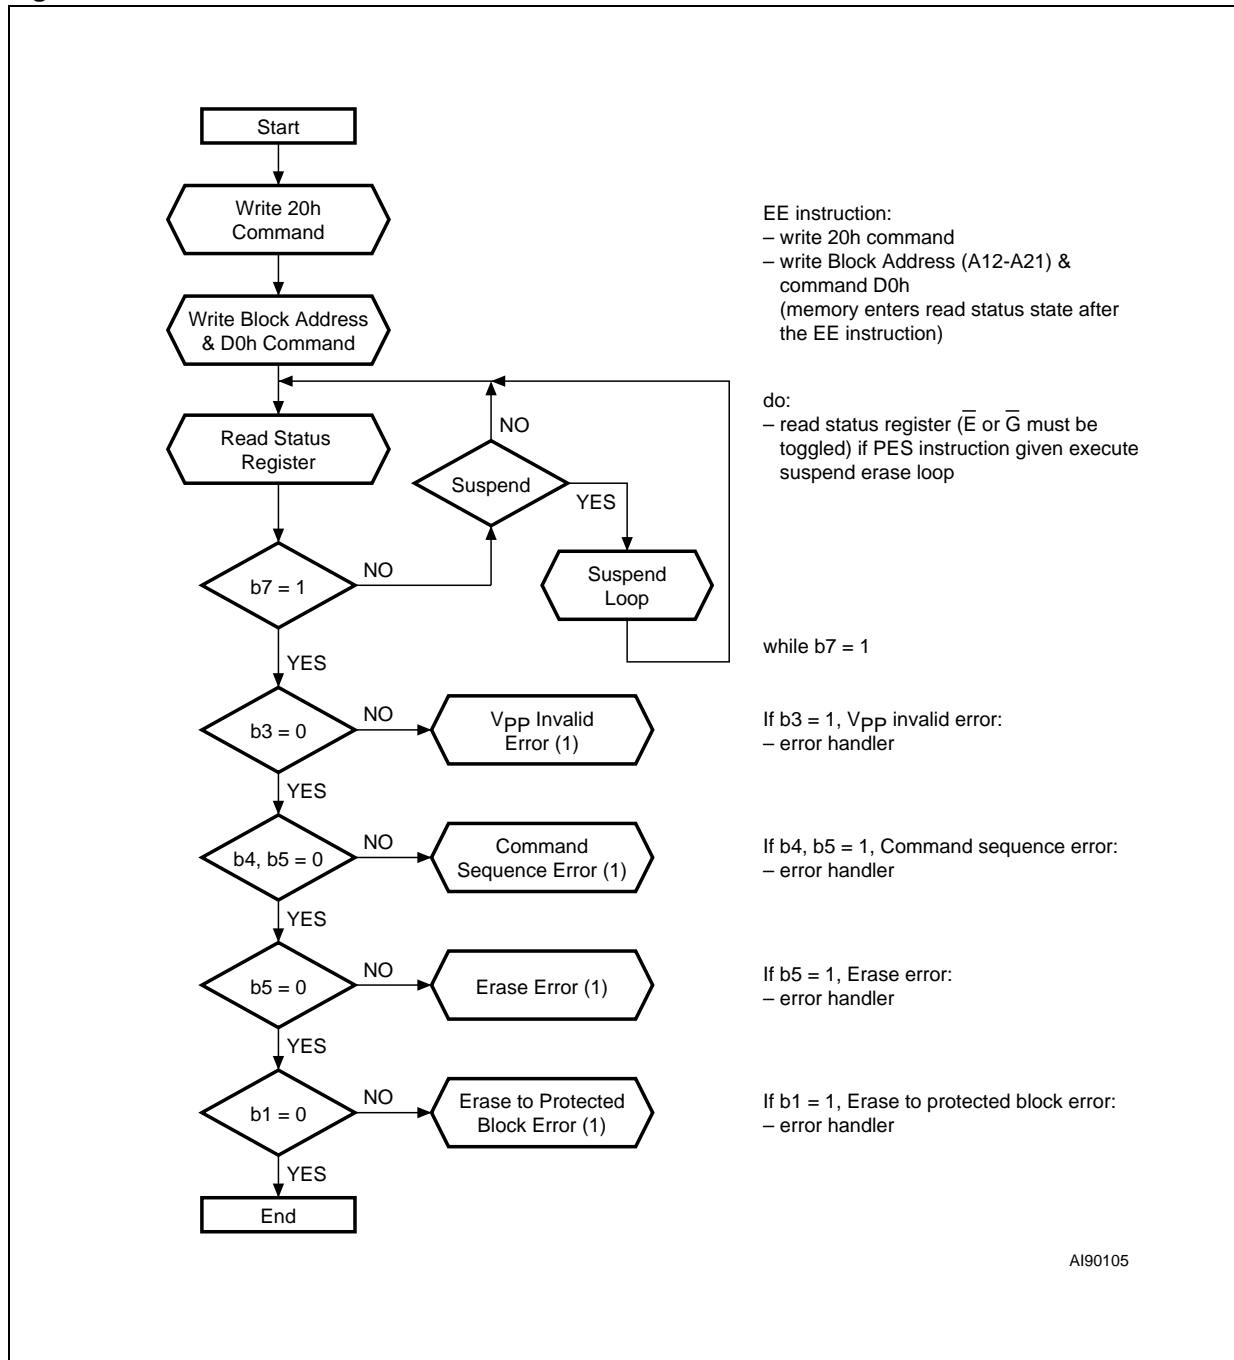 Start
Write 20h
Command
Write Block Address
& D0h Command
NO
Read Status
Register
Suspend
YES
NO
b7 = 1
Suspend
Loop
YES
b3 = 0
NO
VPP Invalid
Error (1)
YES
b4, b5 = 0
NO
Command
Sequence Error (1)
YES
b5 = 0
NO
Erase Error (1)
YES
b1 = 0
NO
Erase to Protected
Block Error (1)
YES
End
EE instruction:
– write 20h command
– write Block Address (A12-A21) &
command D0h
(memory enters read status state after
the EE instruction)
do:
– read status register (E̅ or G̅ must be
toggled) if PES instruction given execute
suspend erase loop
while b7 = 1
If b3 = 1, VPP invalid error:
– error handler
If b4, b5 = 1, Command sequence error:
– error handler
If b5 = 1, Erase error:
– error handler
If b1 = 1, Erase to protected block error:
– error handler
AI90105